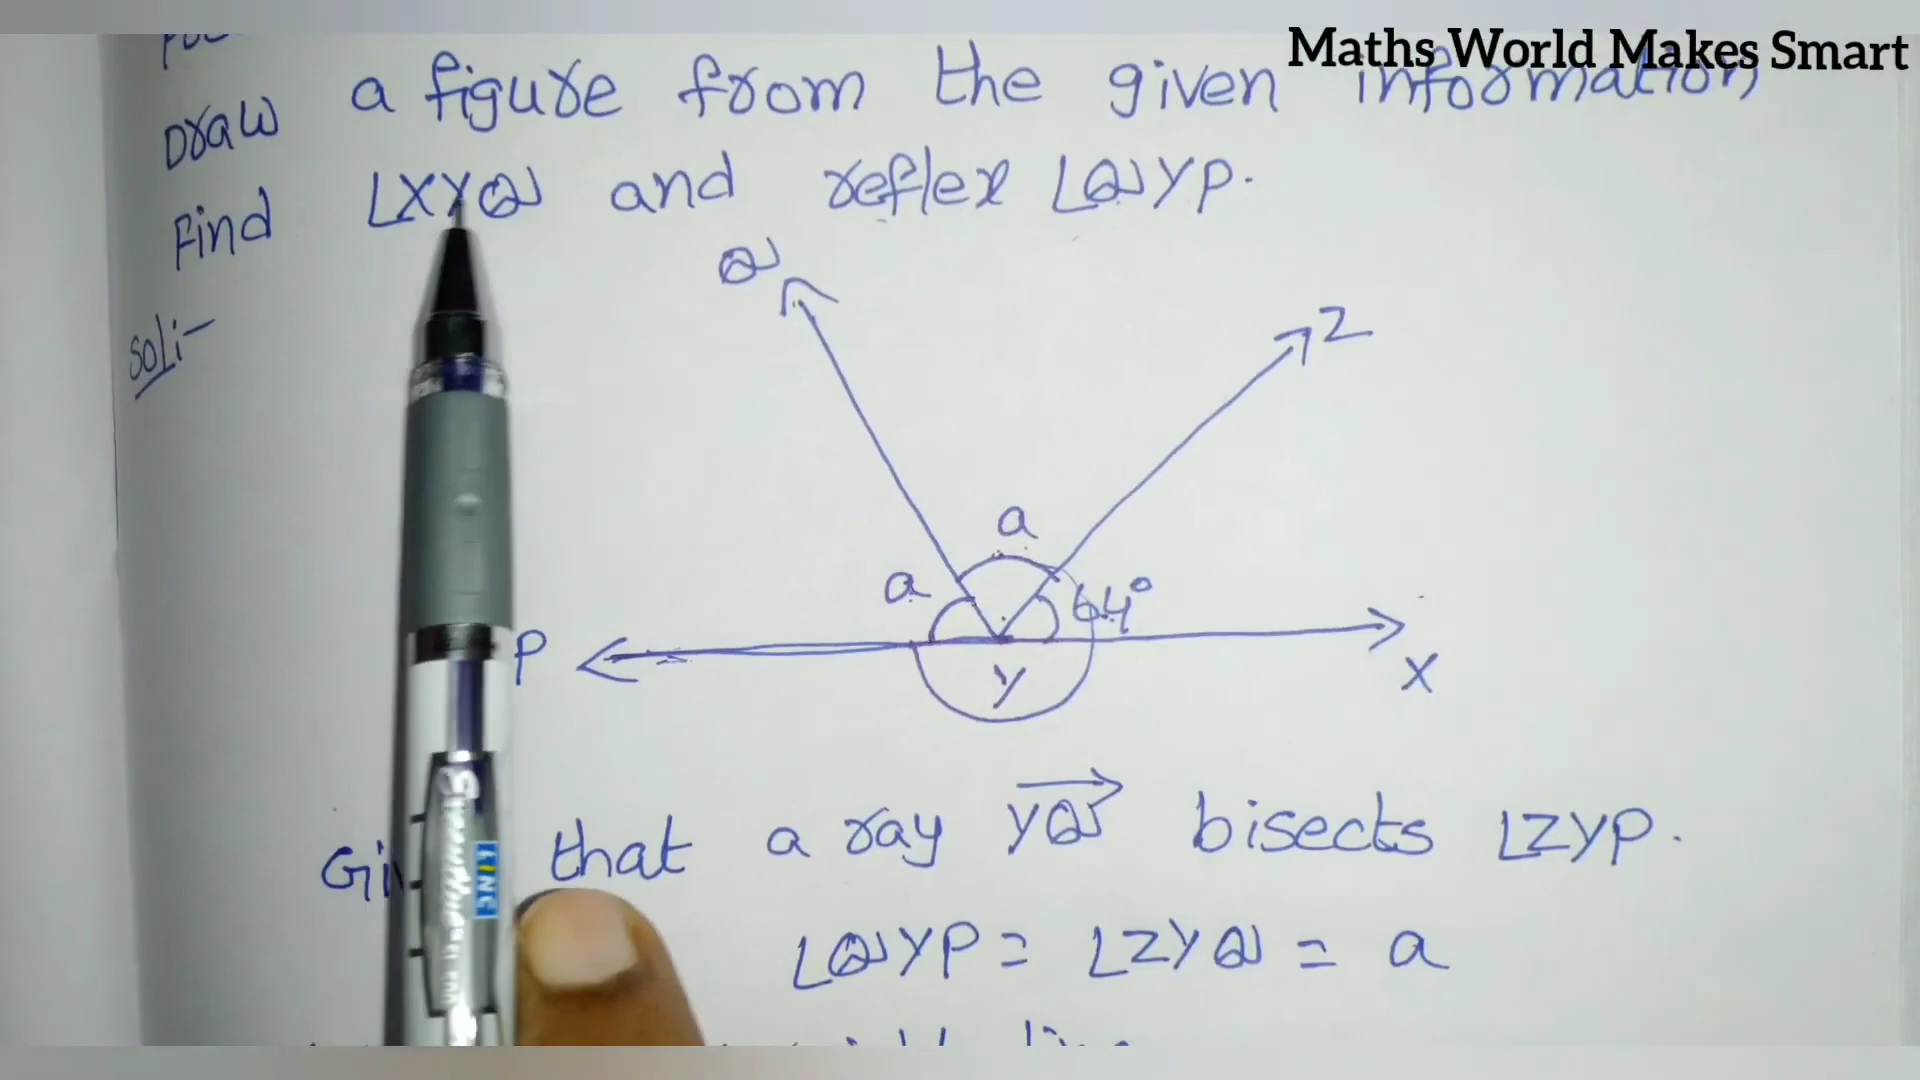 Maths World Makes Smart
Draw a figure from the given information
Find ∠XYQ and reflex ∠QYP.
Sol:-
Q
Z
a
a
64°
P
Y
X
that a ray YQ bisects ∠ZYP.
LINC
∠QYP = ∠ZYQ = a